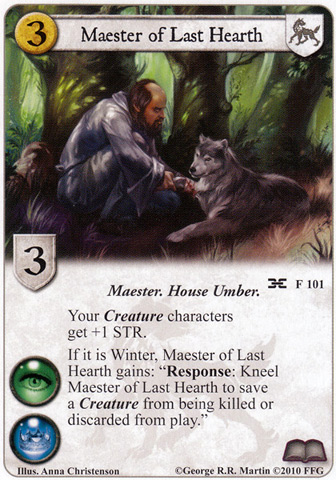 3 Maester of Last Hearth
3
F 101
Maester. House Umber.
Your Creature characters
get +1 STR.
If it is Winter, Maester of Last
Hearth gains: “Response: Kneel
Maester of Last Hearth to save
a Creature from being killed or
discarded from play.”
Illus. Anna Christenson ©George R.R. Martin ©2010 FFG